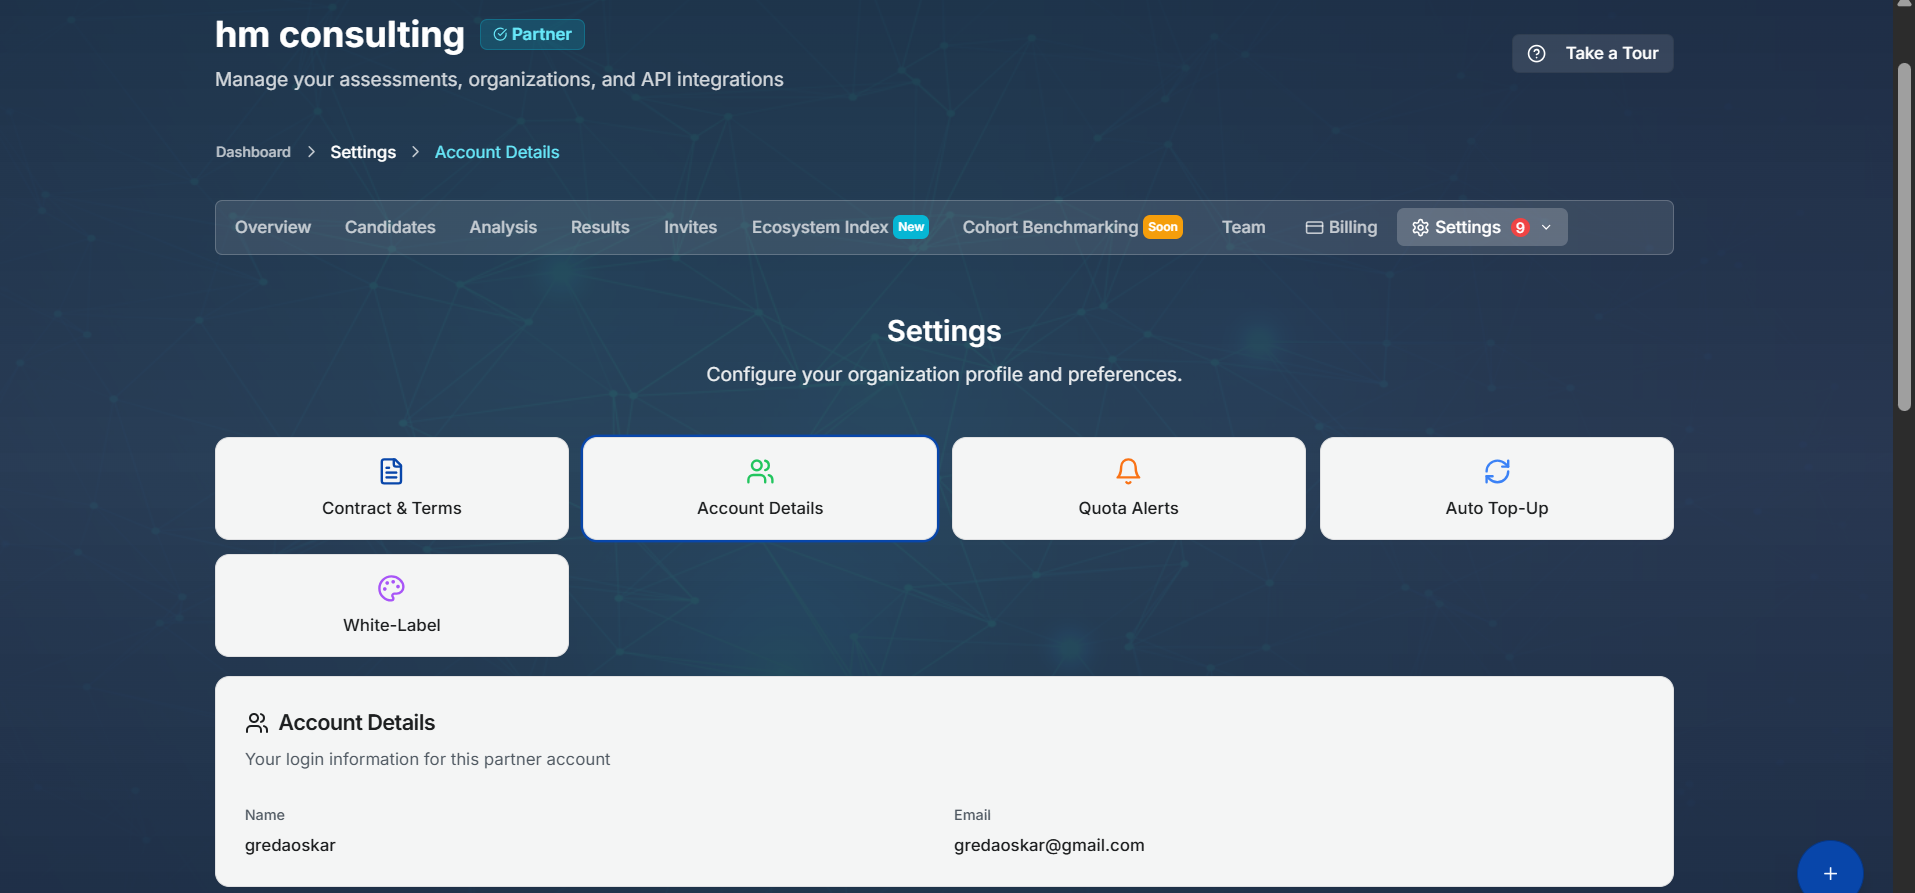 hm consulting
Partner
Manage your assessments, organizations, and API integrations
Take a Tour
Dashboard > Settings > Account Details
Overview Candidates Analysis Results Invites Ecosystem Index New Cohort Benchmarking Soon Team Billing Settings 9
Settings
Configure your organization profile and preferences.
Contract & Terms
Account Details
Quota Alerts
Auto Top-Up
White-Label
Account Details
Your login information for this partner account
Name
gredaoskar
Email
gredaoskar@gmail.com